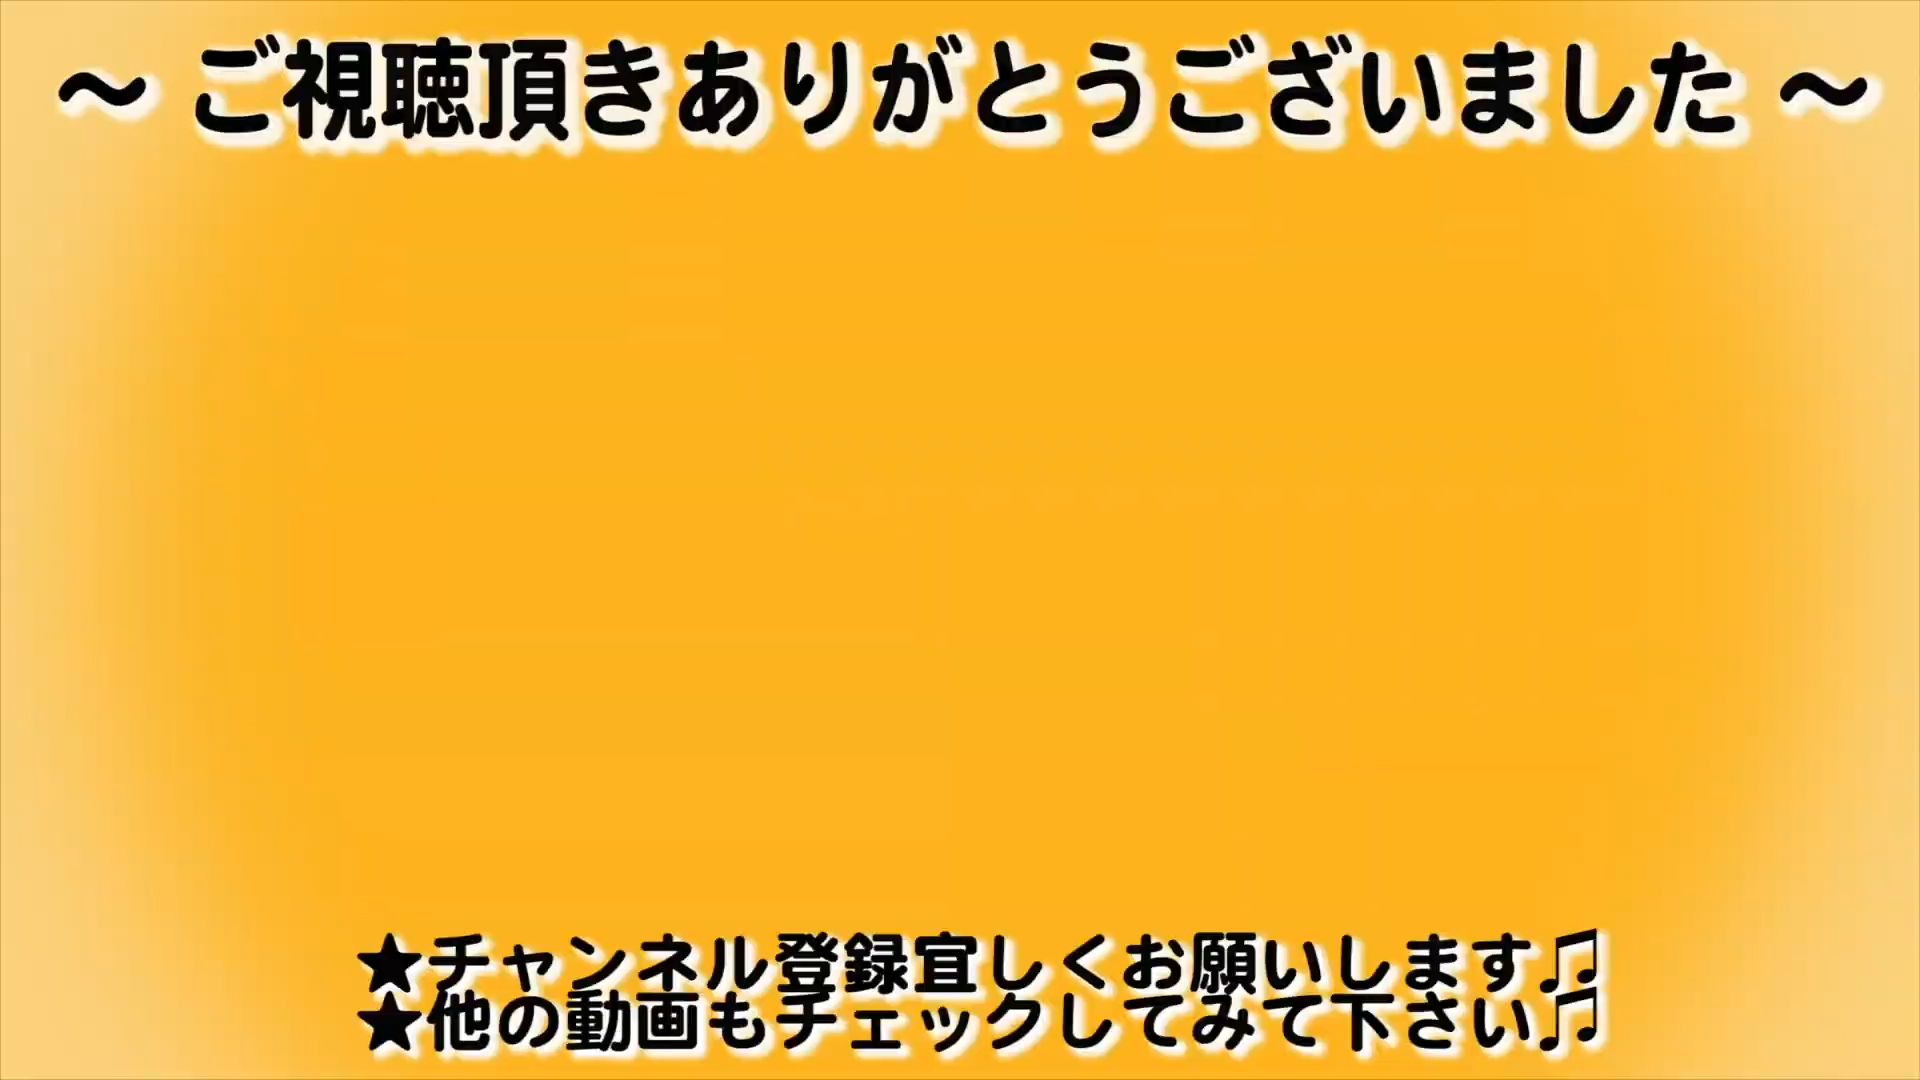 ～ ご視聴頂きありがとうございました ～
★チャンネル登録宜しくお願いします♫
★他の動画もチェックしてみて下さい♫